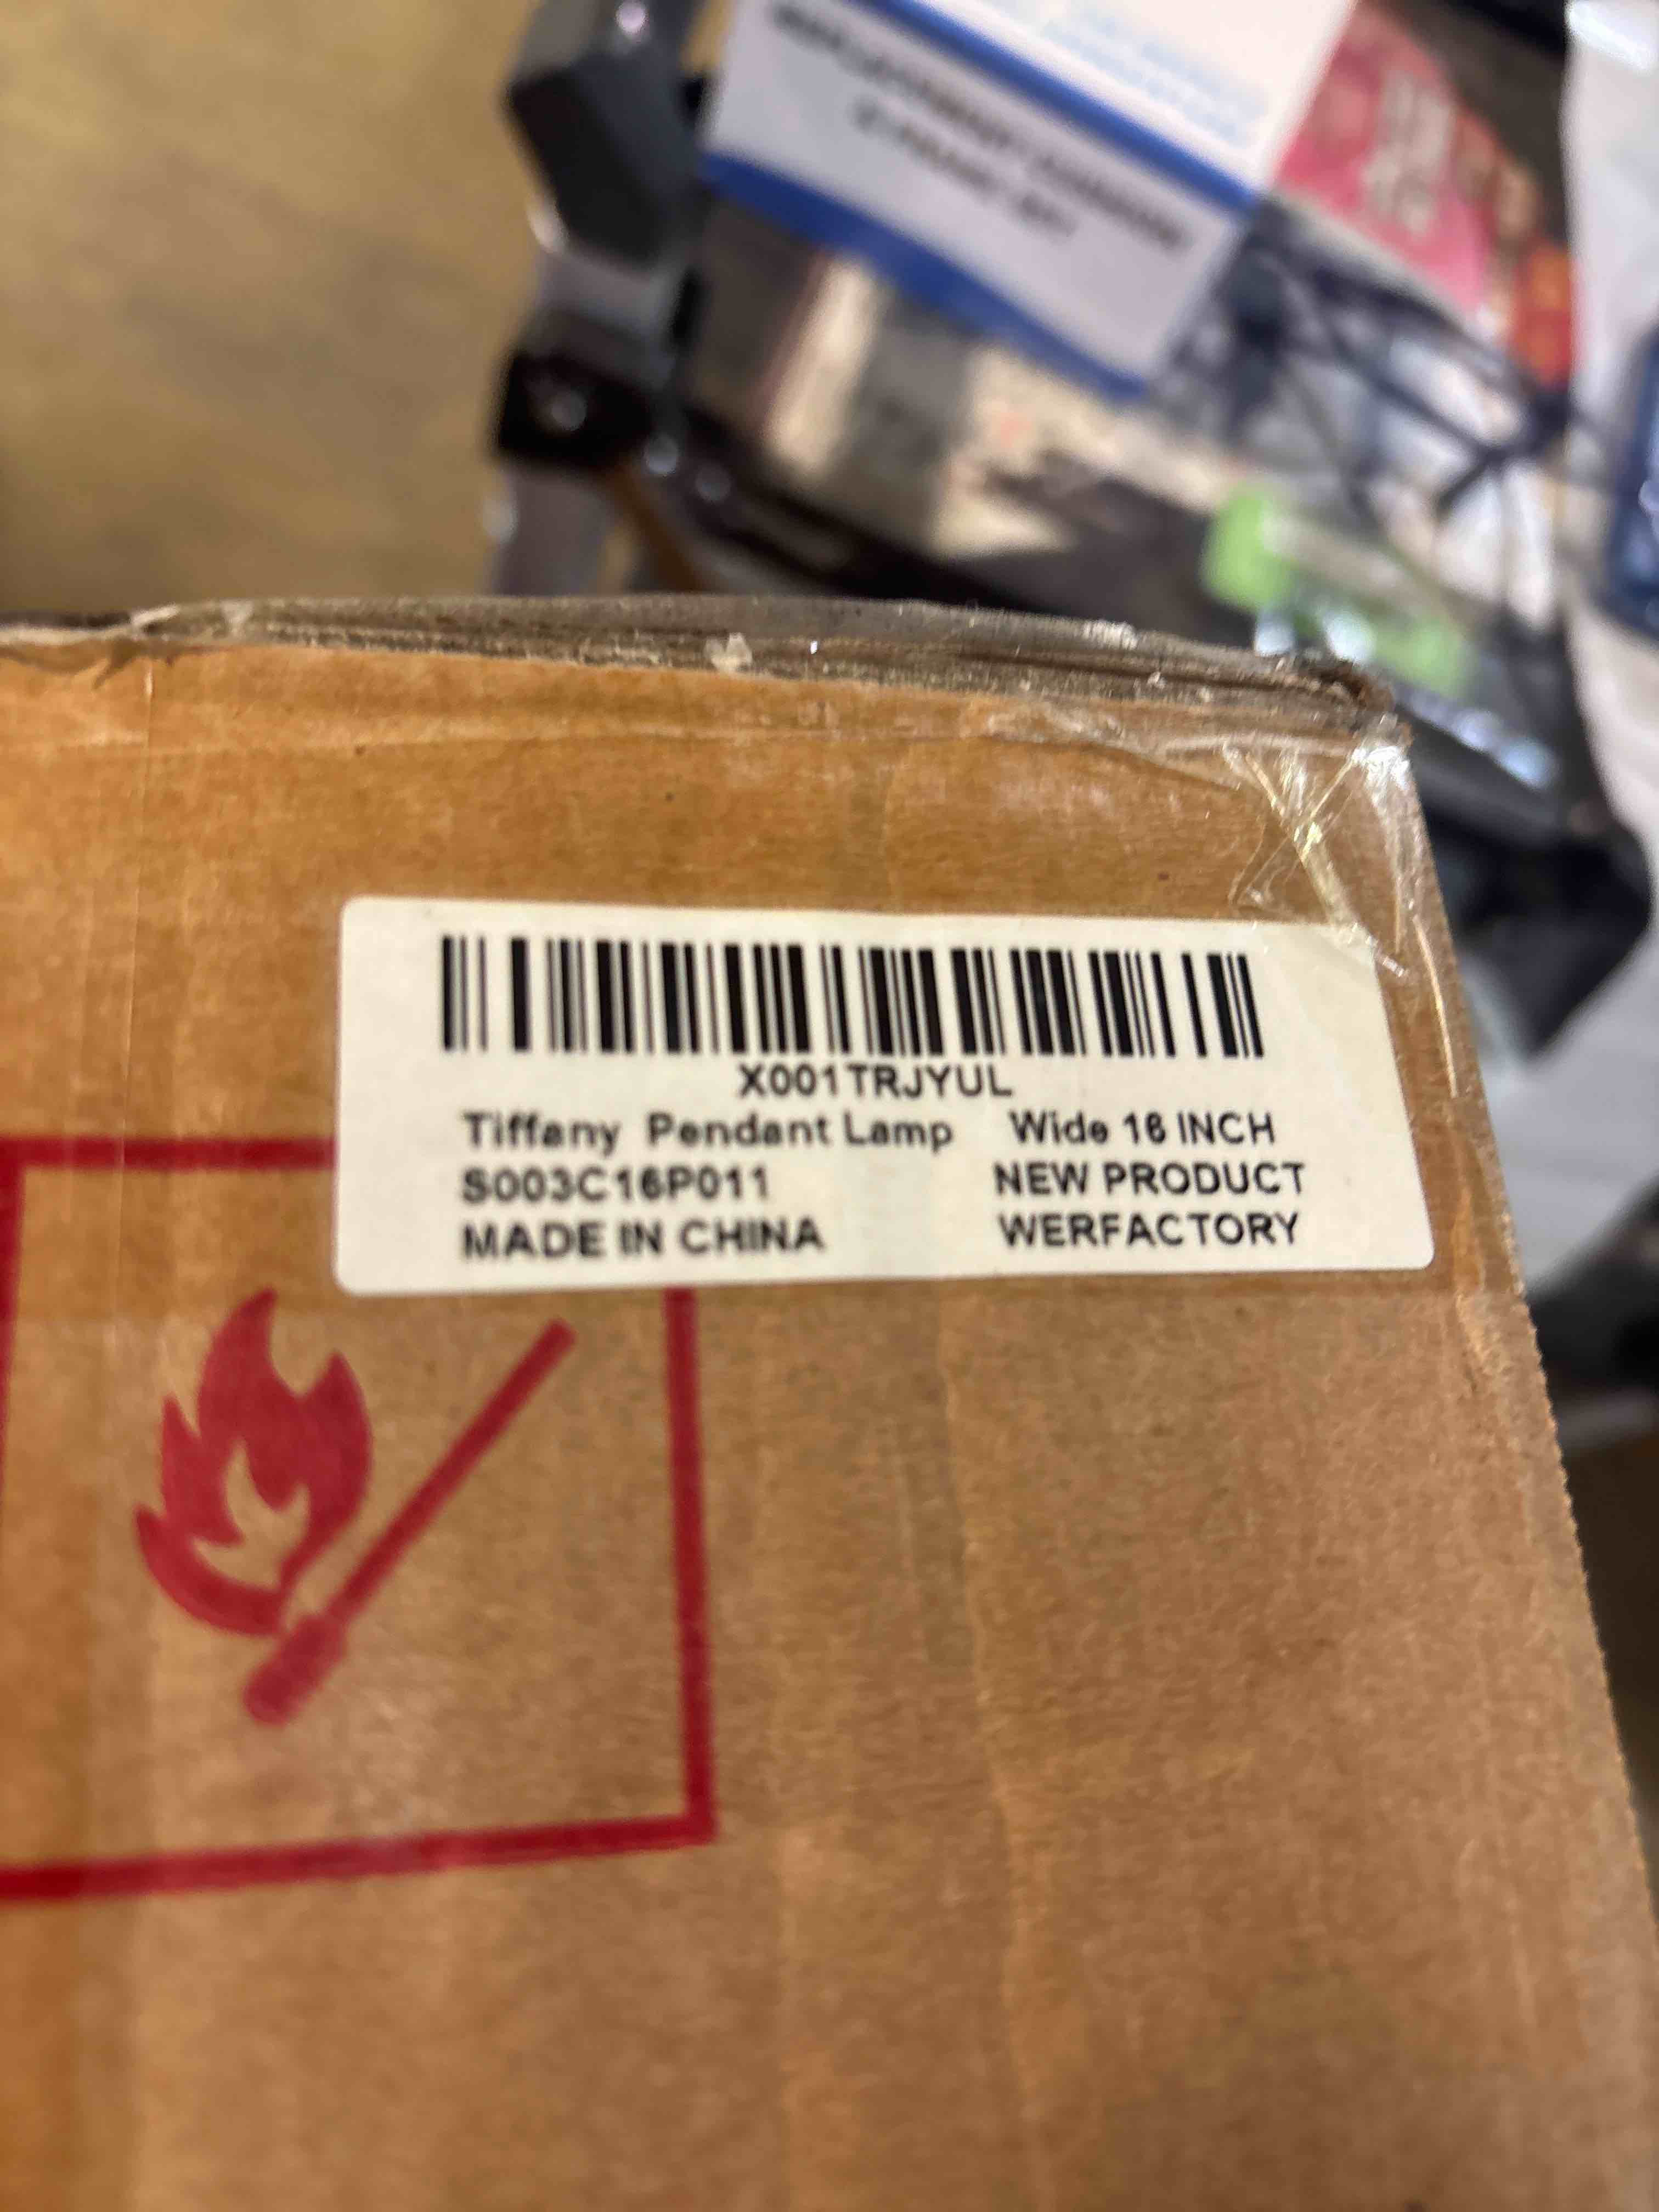 X001TRJYUL
Tiffany Pendant Lamp Wide 16 INCH
S003C16P011 NEW PRODUCT
MADE IN CHINA WERFACTORY